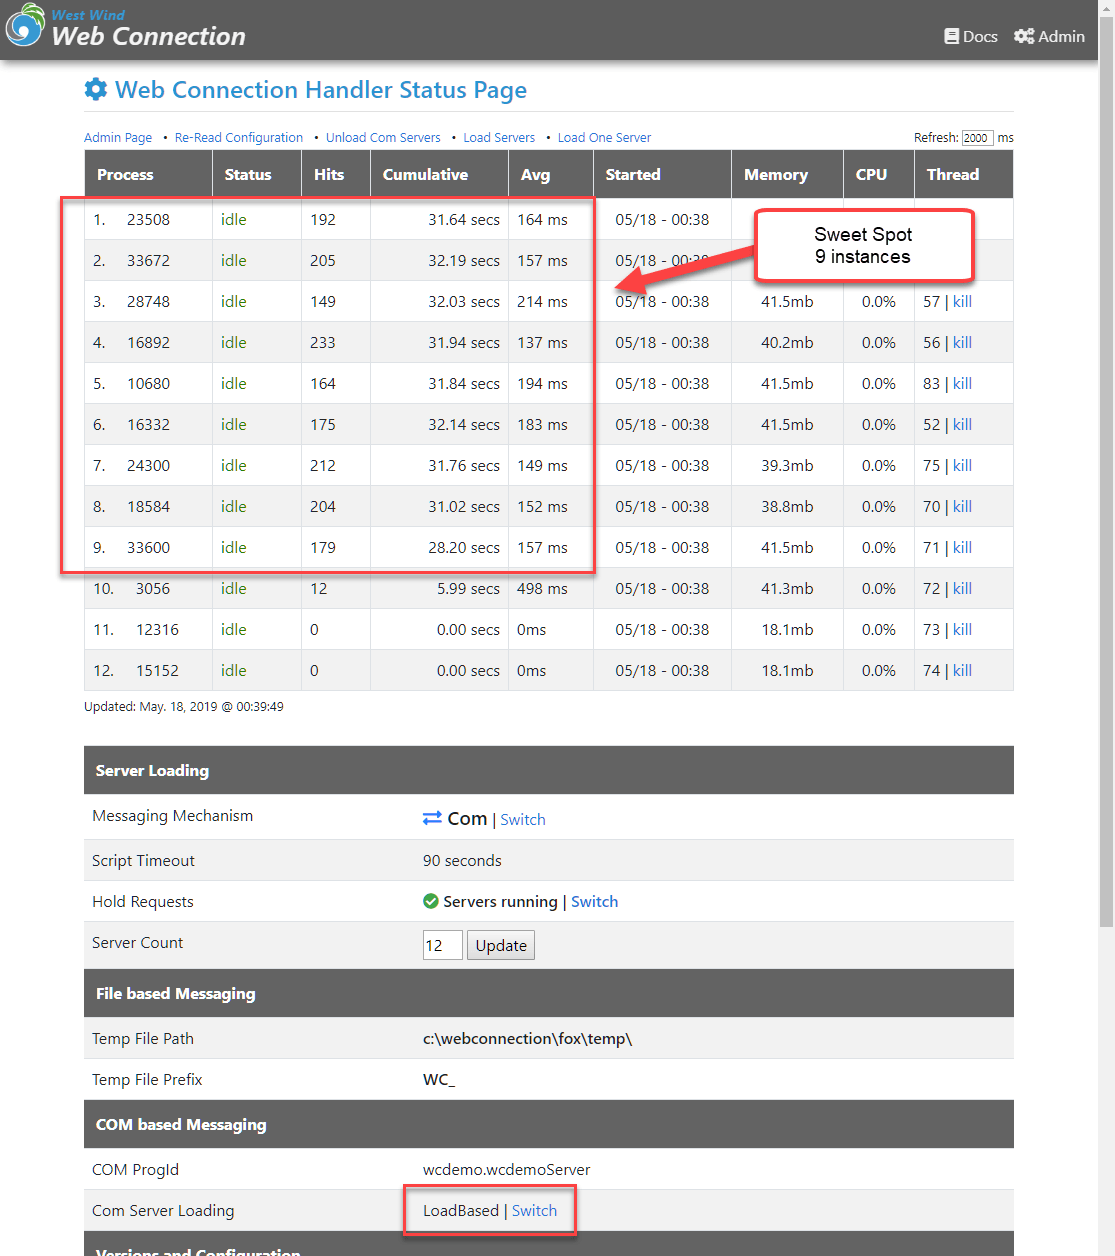 West Wind
Web Connection
Docs Admin
Web Connection Handler Status Page
Admin Page • Re-Read Configuration • Unload Com Servers • Load Servers • Load One Server Refresh: 2000 ms
Process Status Hits Cumulative Avg Started Memory CPU Thread
1. 23508 idle 192 31.64 secs 164 ms 05/18 - 00:38
Sweet Spot
9 instances
2. 33672 idle 205 32.19 secs 157 ms 05/18 - 00:38
3. 28748 idle 149 32.03 secs 214 ms 05/18 - 00:38 41.5mb 0.0% 57 | kill
4. 16892 idle 233 31.94 secs 137 ms 05/18 - 00:38 40.2mb 0.0% 56 | kill
5. 10680 idle 164 31.84 secs 194 ms 05/18 - 00:38 41.5mb 0.0% 83 | kill
6. 16332 idle 175 32.14 secs 183 ms 05/18 - 00:38 41.5mb 0.0% 52 | kill
7. 24300 idle 212 31.76 secs 149 ms 05/18 - 00:38 39.3mb 0.0% 75 | kill
8. 18584 idle 204 31.02 secs 152 ms 05/18 - 00:38 38.8mb 0.0% 70 | kill
9. 33600 idle 179 28.20 secs 157 ms 05/18 - 00:38 41.5mb 0.0% 71 | kill
10. 3056 idle 12 5.99 secs 498 ms 05/18 - 00:38 41.3mb 0.0% 72 | kill
11. 12316 idle 0 0.00 secs 0ms 05/18 - 00:38 18.1mb 0.0% 73 | kill
12. 15152 idle 0 0.00 secs 0ms 05/18 - 00:38 18.1mb 0.0% 74 | kill
Updated: May. 18, 2019 @ 00:39:49
Server Loading
Messaging Mechanism Com | Switch
Script Timeout 90 seconds
Hold Requests Servers running | Switch
Server Count 12 Update
File based Messaging
Temp File Path c:\webconnection\fox\temp\
Temp File Prefix WC_
COM based Messaging
COM ProgId wcdemo.wcdemoServer
Com Server Loading LoadBased | Switch
Versions and Configuration